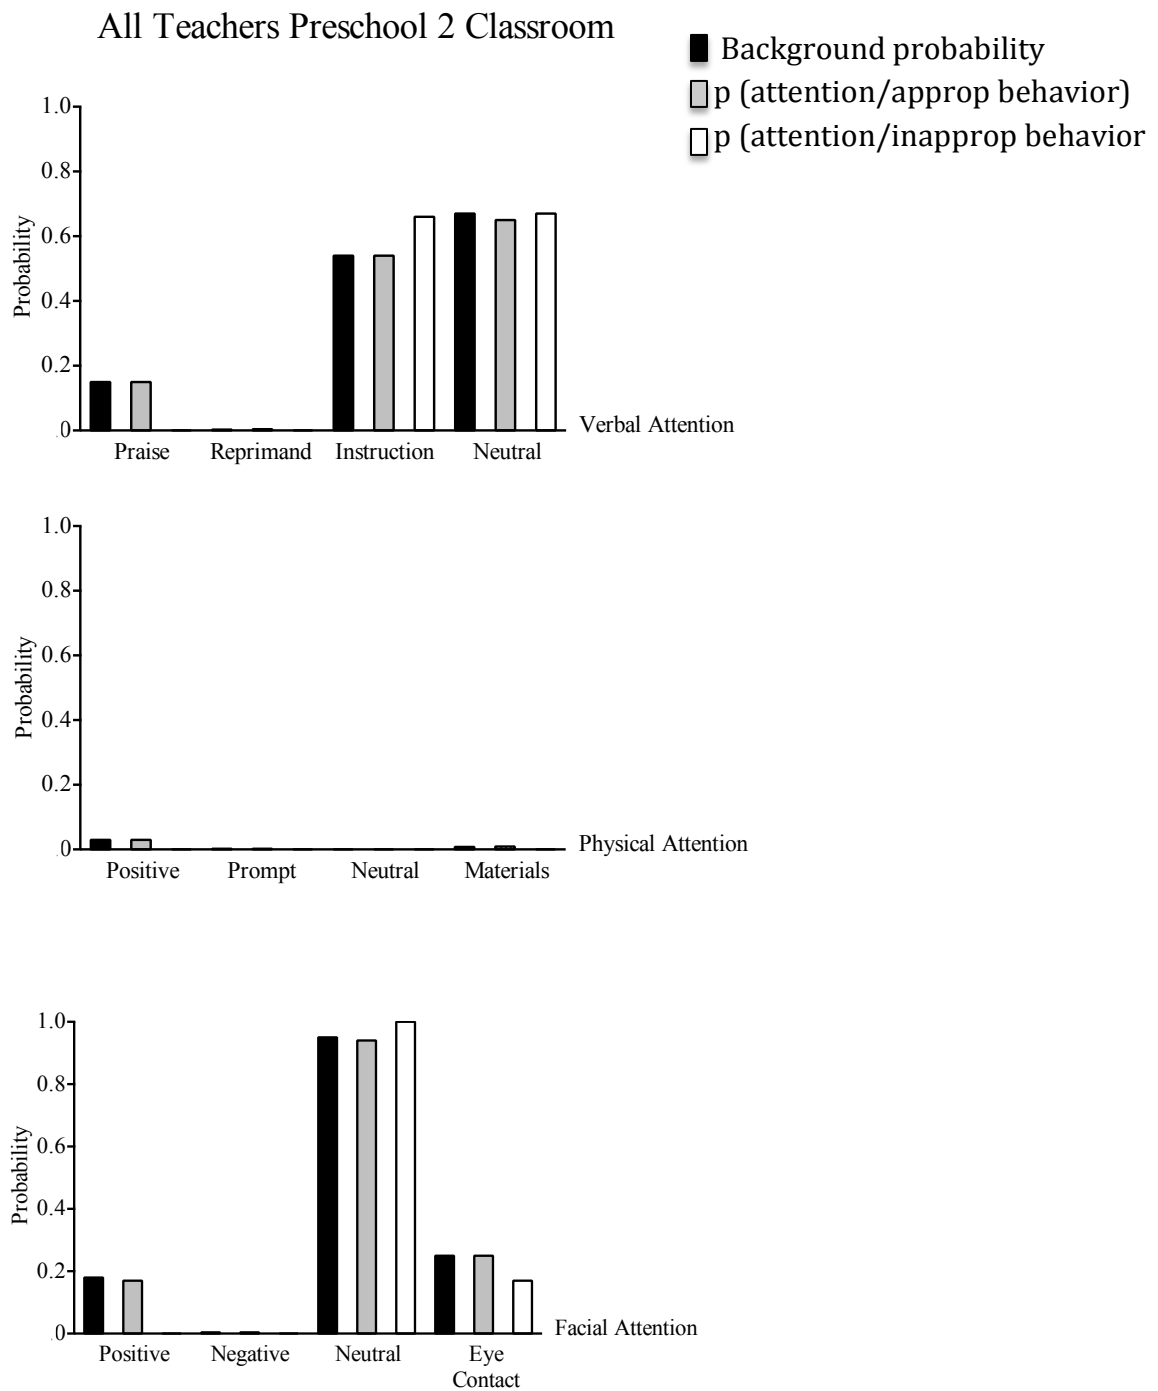 All Teachers Preschool 2 Classroom
Background probability
p (attention/approp behavior)
p (attention/inapprop behavior
1.0
0.8
0.6
0.4
0.2
.0
Probability
Praise Reprimand Instruction Neutral
Verbal Attention
1.0
0.8
0.6
0.4
0.2
.0
Probability
Positive Prompt Neutral Materials
Physical Attention
1.0
0.8
0.6
0.4
0.2
.0
Probability
Positive Negative Neutral Eye
Contact
Facial Attention